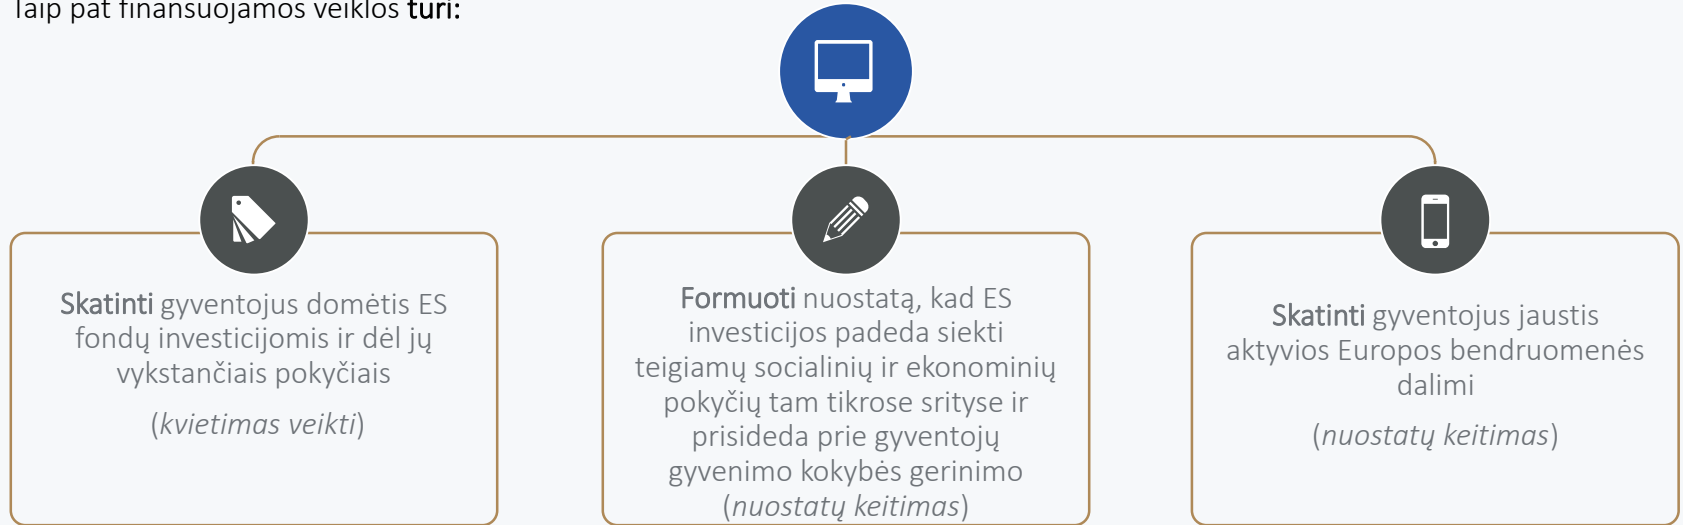 Taip pat finansuojamos veiklos turi:
Skatinti gyventojus domėtis ES
fondų investicijomis ir dėl jų
vykstančiais pokyčiais
(kvietimas veikti)
Formuoti nuostatą, kad ES
investicijos padeda siekti
teigiamų socialinių ir ekonominių
pokyčių tam tikrose srityse ir
prisideda prie gyventojų
gyvenimo kokybės gerinimo
(nuostatų keitimas)
Skatinti gyventojus jaustis
aktyvios Europos bendruomenės
dalimi
(nuostatų keitimas)